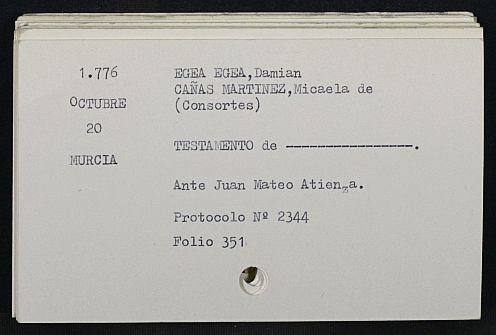 1.776 EGEA EGEA,Damian
CAÑAS MARTINEZ,Micaela de
OCTUBRE (Consortes)
20
TESTAMENTO de ----------------.
MURCIA
Ante Juan Mateo Atienza.
Protocolo Nº 2344
Folio 351